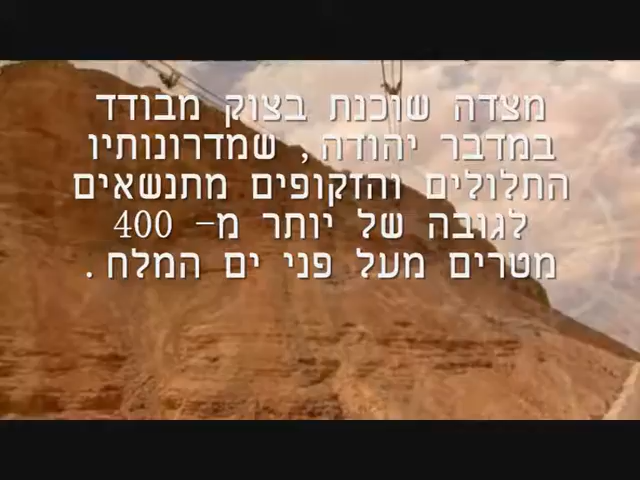 מצדה שוכנת בצוק מבודד
במדבר יהודה, שמדרונותיו
התלולים והזקופים מתנשאים
לגובה של יותר מ- 400
מטרים מעל פני ים המלח.